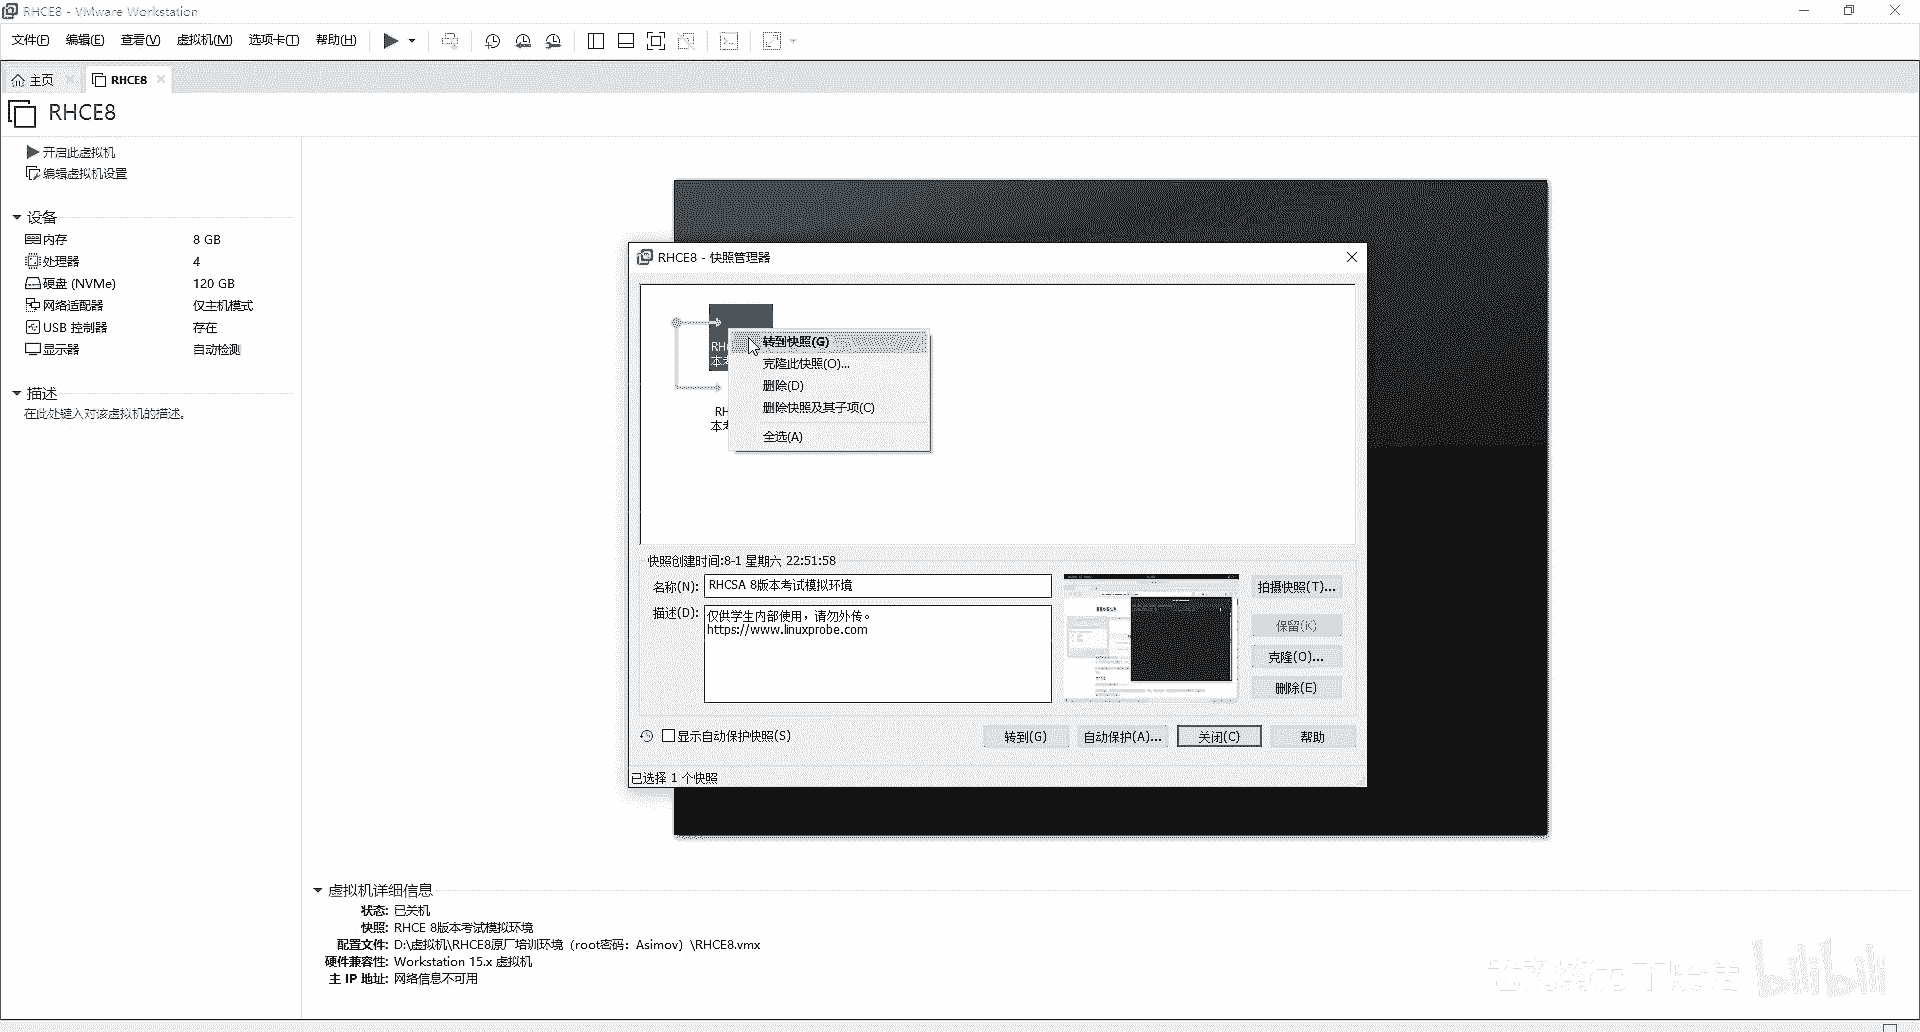 RHCE8 - VMware Workstation
文件(F) 编辑(E) 查看(V) 虚拟机(M) 选项卡(T) 帮助(H)
主页 RHCE8
RHCE8
开启此虚拟机
编辑虚拟机设置
设备
内存 8 GB
处理器 4
硬盘 (NVMe) 120 GB
网络适配器 仅主机模式
USB 控制器 存在
显示器 自动检测
描述
在此处键入对该虚拟机的描述。
RHCE8 - 快照管理器
RH
本
转到快照(G)
克隆此快照(O)...
删除(D)
删除快照及其子项(C)
全选(A)
RH
本
快照创建时间:8-1 星期六 22:51:58
名称(N): RHCSA 8版本考试模拟环境
描述(D): 仅供学生内部使用，请勿外传。
https://www.linuxprobe.com
拍摄快照(T)...
保留(K)
克隆(O)...
删除(E)
显示自动保护快照(S)
转到(G) 自动保护(A)... 关闭(C) 帮助
已选择 1 个快照
虚拟机详细信息
状态: 已关机
快照: RHCE 8版本考试模拟环境
配置文件: D:\虚拟机\RHCE8原厂培训环境（root密码：Asimov）\RHCE8.vmx
硬件兼容性: Workstation 15.x 虚拟机
主 IP 地址: 网络信息不可用
bilibili